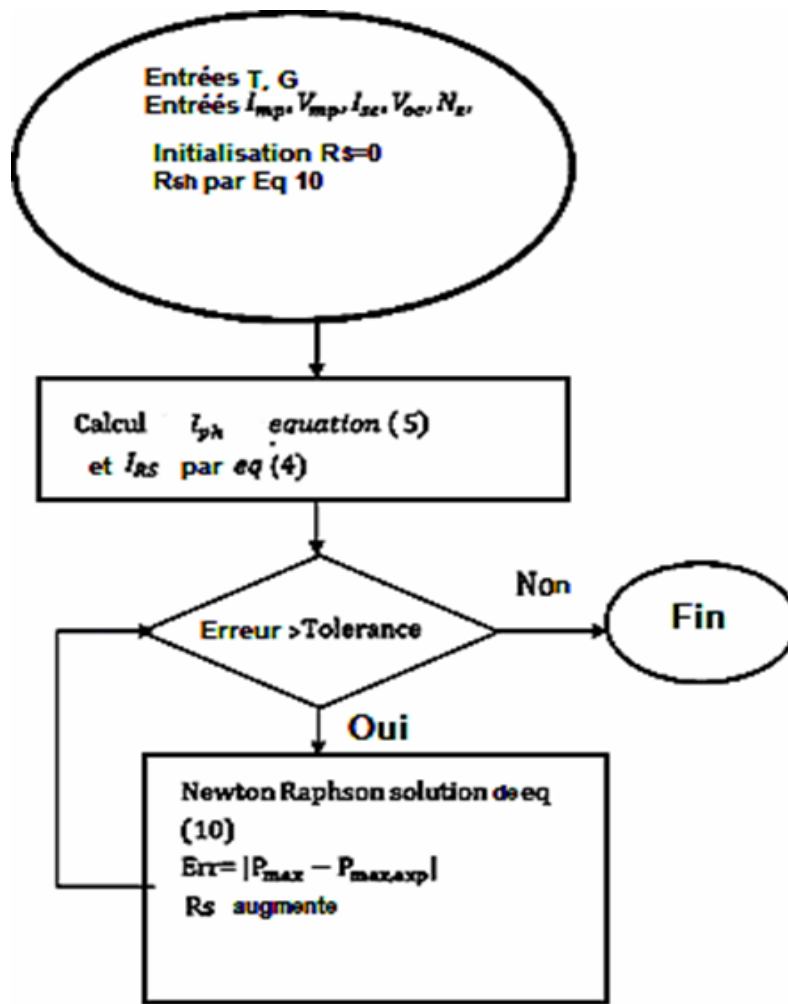 Entrées T, G
Entréés I_mp, V_mp, I_sc, V_oc, N_s,
Initialisation Rs=0
Rsh par Eq 10
Calcul I_ph equation (5)
et I_RS par eq (4)
Erreur >Tolerance
Non
Fin
Oui
Newton Raphson solution de eq
(10)
Err= |P_max − P_max,exp|
Rs augmente